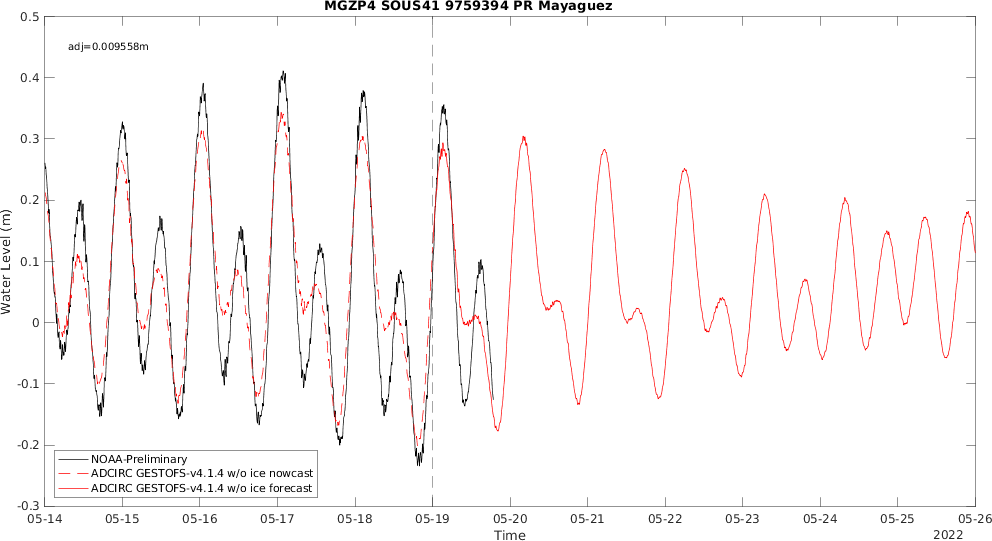 MGZP4 SOUS41 9759394 PR Mayaguez
adj=0.009558m
0.5
0.4
0.3
0.2
0.1
0
-0.1
-0.2
-0.3
Water Level (m)
NOAA-Preliminary
ADCIRC GESTOFS-v4.1.4 w/o ice nowcast
ADCIRC GESTOFS-v4.1.4 w/o ice forecast
05-14 05-15 05-16 05-17 05-18 05-19 05-20 05-21 05-22 05-23 05-24 05-25 05-26
Time
2022